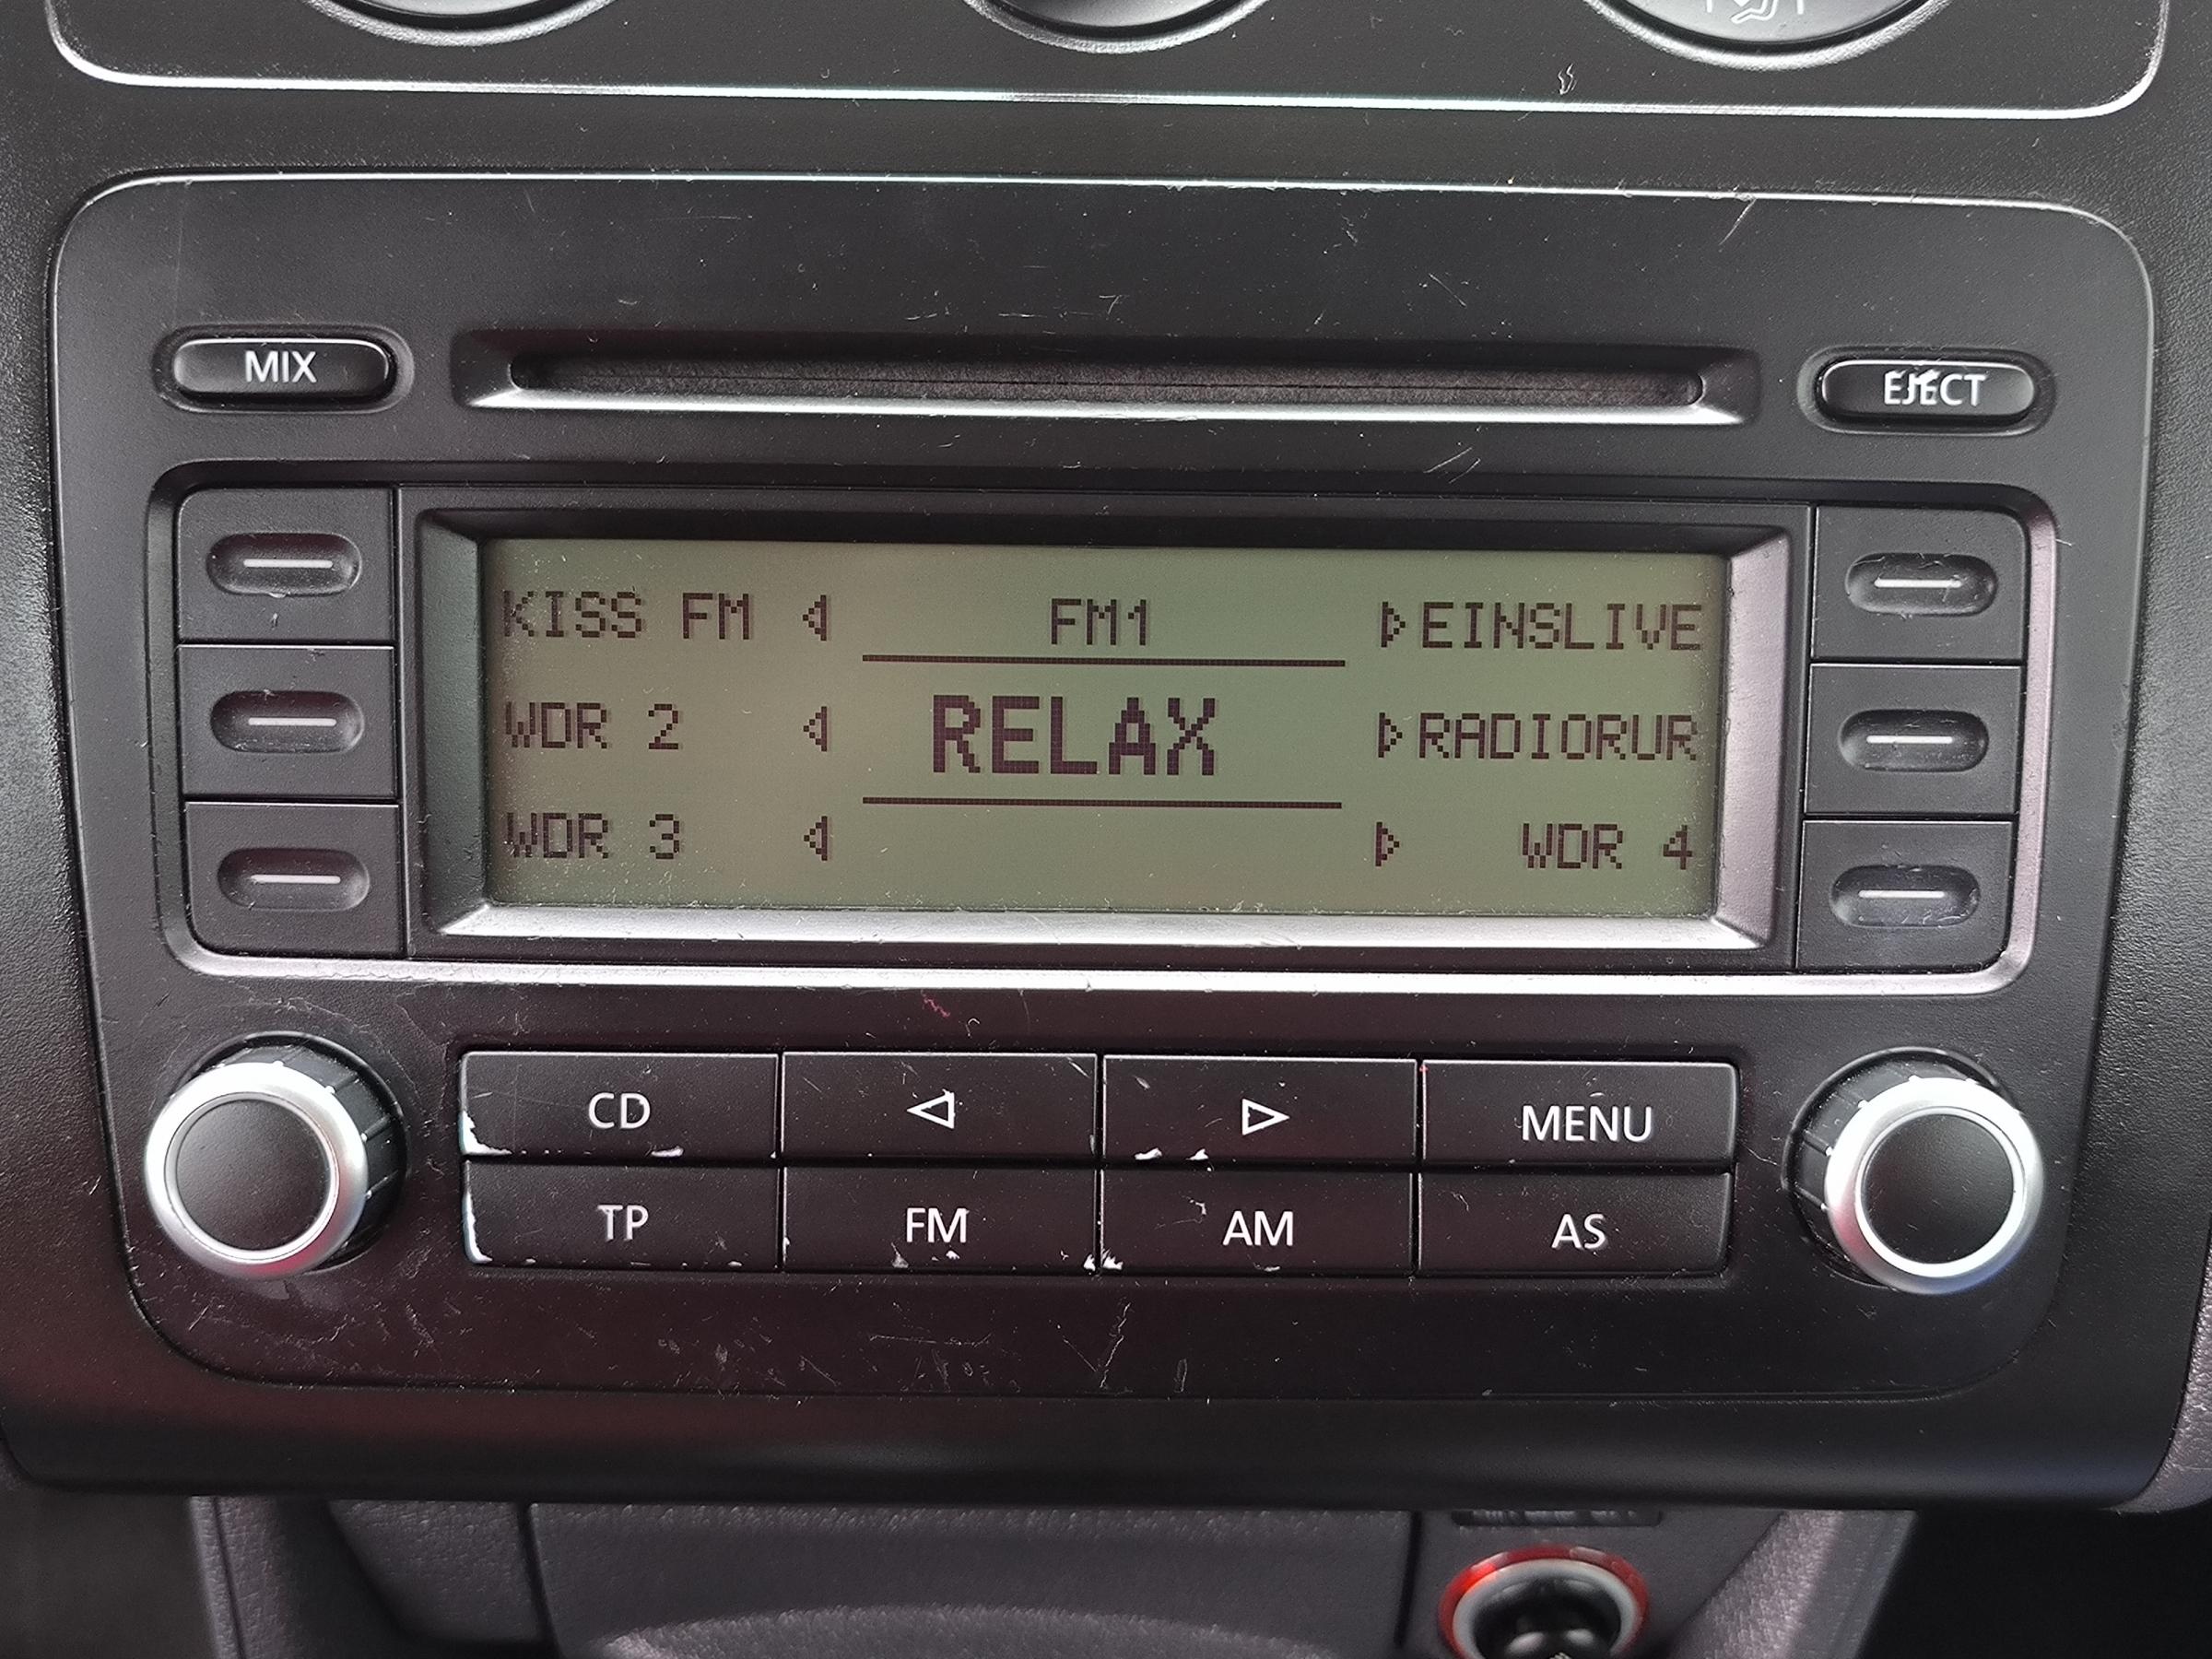 MIX
EJECT
KISS FM ◁ FM1 ▷EINSLIVE
WDR 2 ◁ RELAX ▷RADIORUR
WDR 3 ◁ ▷ WDR 4
CD ◁ ▷ MENU
TP FM AM AS